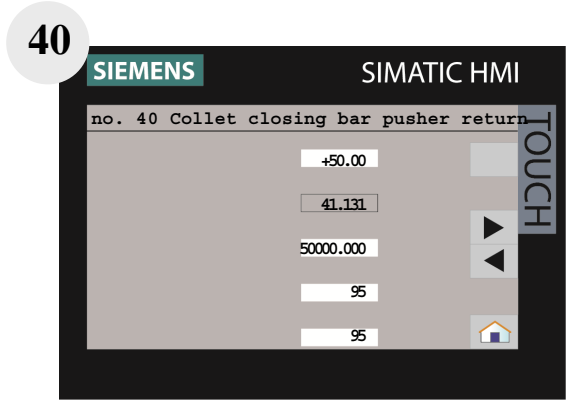 40
SIEMENS
SIMATIC HMI
TOUCH
no. 40 Collet closing bar pusher return
+50.00
41.131
50000.000
95
95